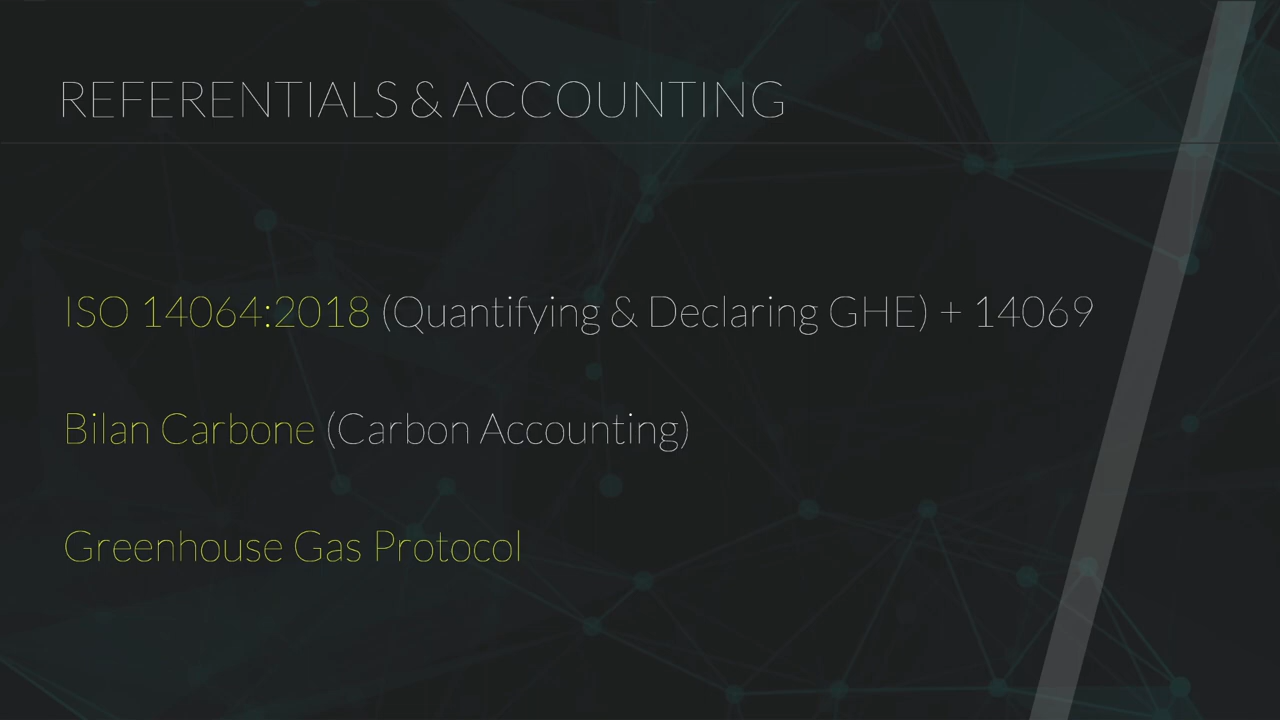 REFERENTIALS & ACCOUNTING
ISO 14064:2018 (Quantifying & Declaring GHE) + 14069
Bilan Carbone (Carbon Accounting)
Greenhouse Gas Protocol